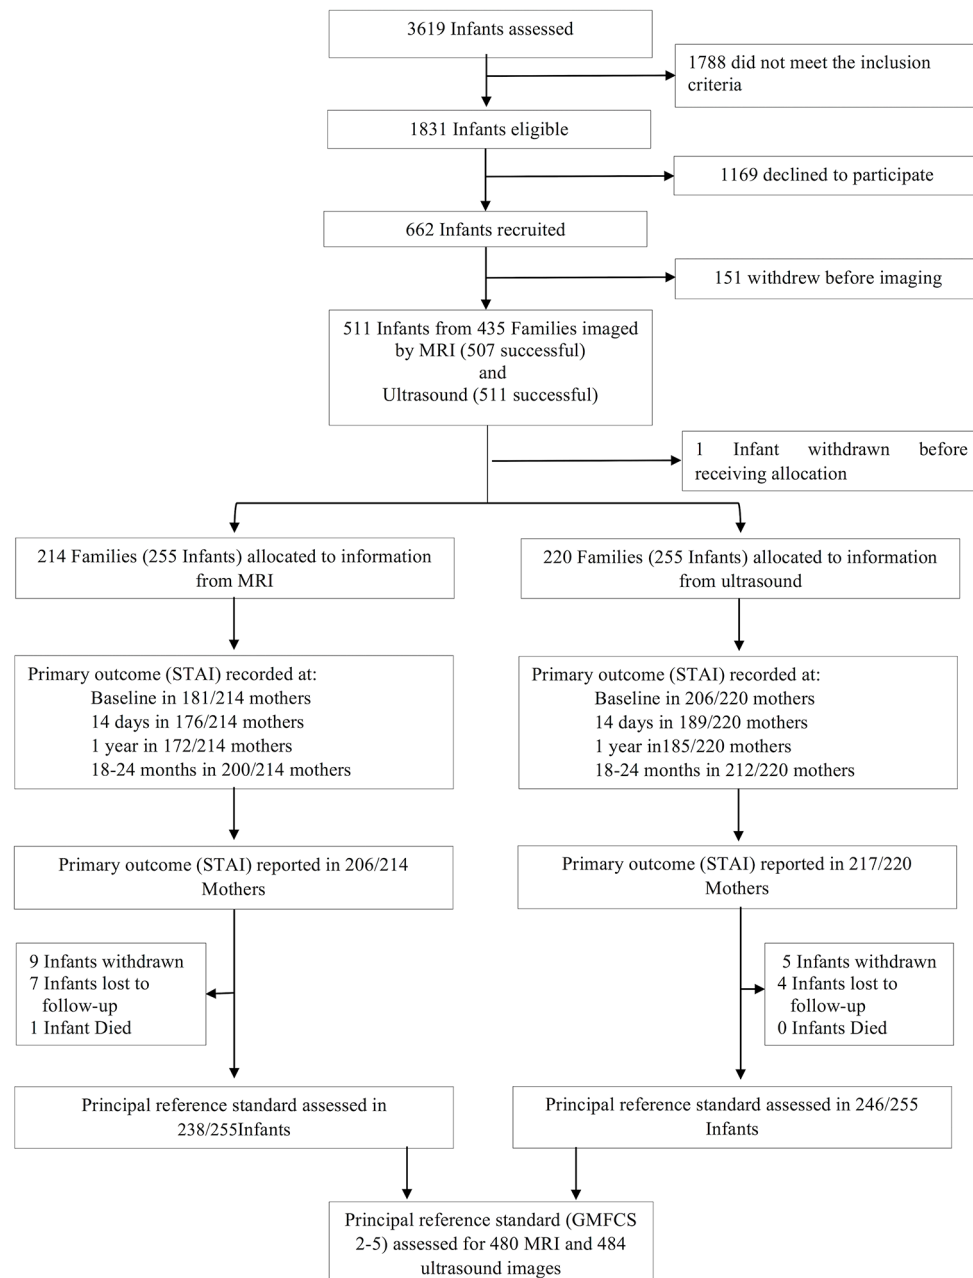 3619 Infants assessed
1788 did not meet the inclusion
criteria
1831 Infants eligible
1169 declined to participate
662 Infants recruited
151 withdrew before imaging
511 Infants from 435 Families imaged
by MRI (507 successful)
and
Ultrasound (511 successful)
1 Infant withdrawn before
receiving allocation
214 Families (255 Infants) allocated to information
from MRI
220 Families (255 Infants) allocated to information
from ultrasound
Primary outcome (STAI) recorded at:
Baseline in 181/214 mothers
14 days in 176/214 mothers
1 year in 172/214 mothers
18-24 months in 200/214 mothers
Primary outcome (STAI) recorded at:
Baseline in 206/220 mothers
14 days in 189/220 mothers
1 year in185/220 mothers
18-24 months in 212/220 mothers
Primary outcome (STAI) reported in 206/214
Mothers
Primary outcome (STAI) reported in 217/220
Mothers
9 Infants withdrawn
7 Infants lost to
follow-up
1 Infant Died
5 Infants withdrawn
4 Infants lost to
follow-up
0 Infants Died
Principal reference standard assessed in
238/255Infants
Principal reference standard assessed in 246/255
Infants
Principal reference standard (GMFCS
2-5) assessed for 480 MRI and 484
ultrasound images